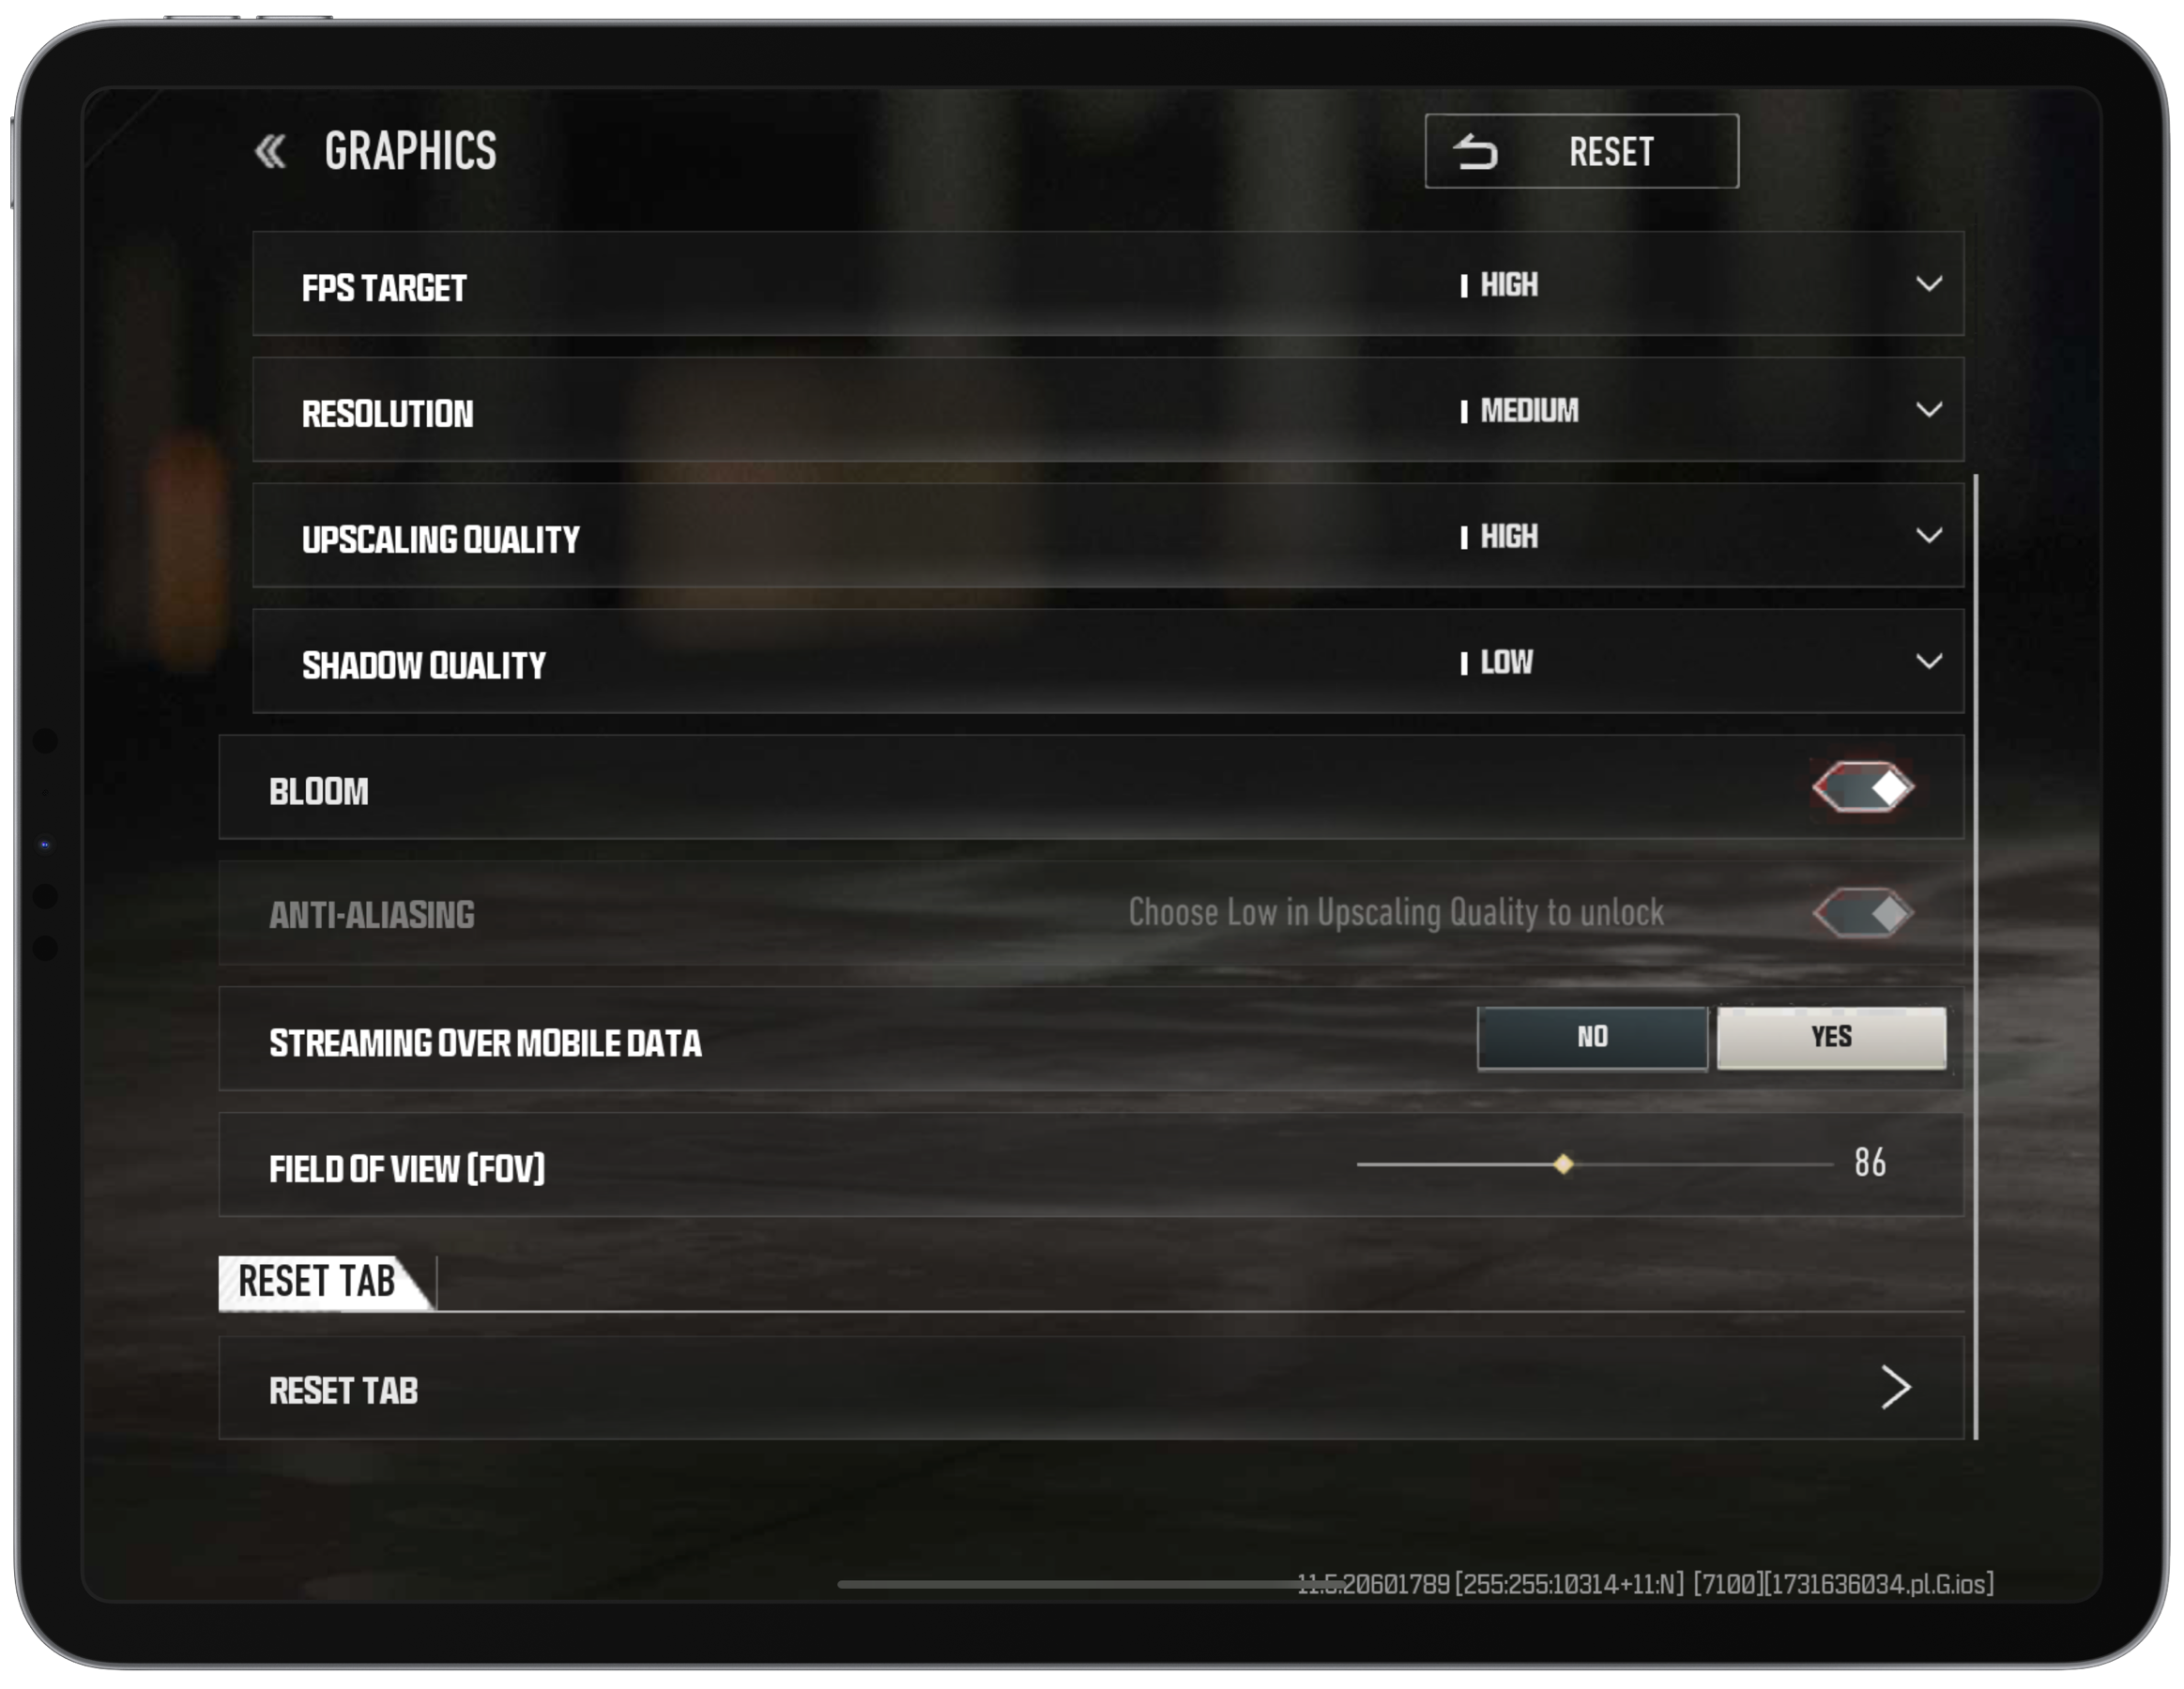 GRAPHICS
RESET
FPS TARGET
HIGH
RESOLUTION
MEDIUM
UPSCALING QUALITY
HIGH
SHADOW QUALITY
LOW
BLOOM
ANTI-ALIASING
Choose Low in Upscaling Quality to unlock
STREAMING OVER MOBILE DATA
NO
YES
FIELD OF VIEW (FOV)
86
RESET TAB
RESET TAB
11.5.20601789 [255:255:10314+11:N] [7100][1731636034.pl.G.ios]